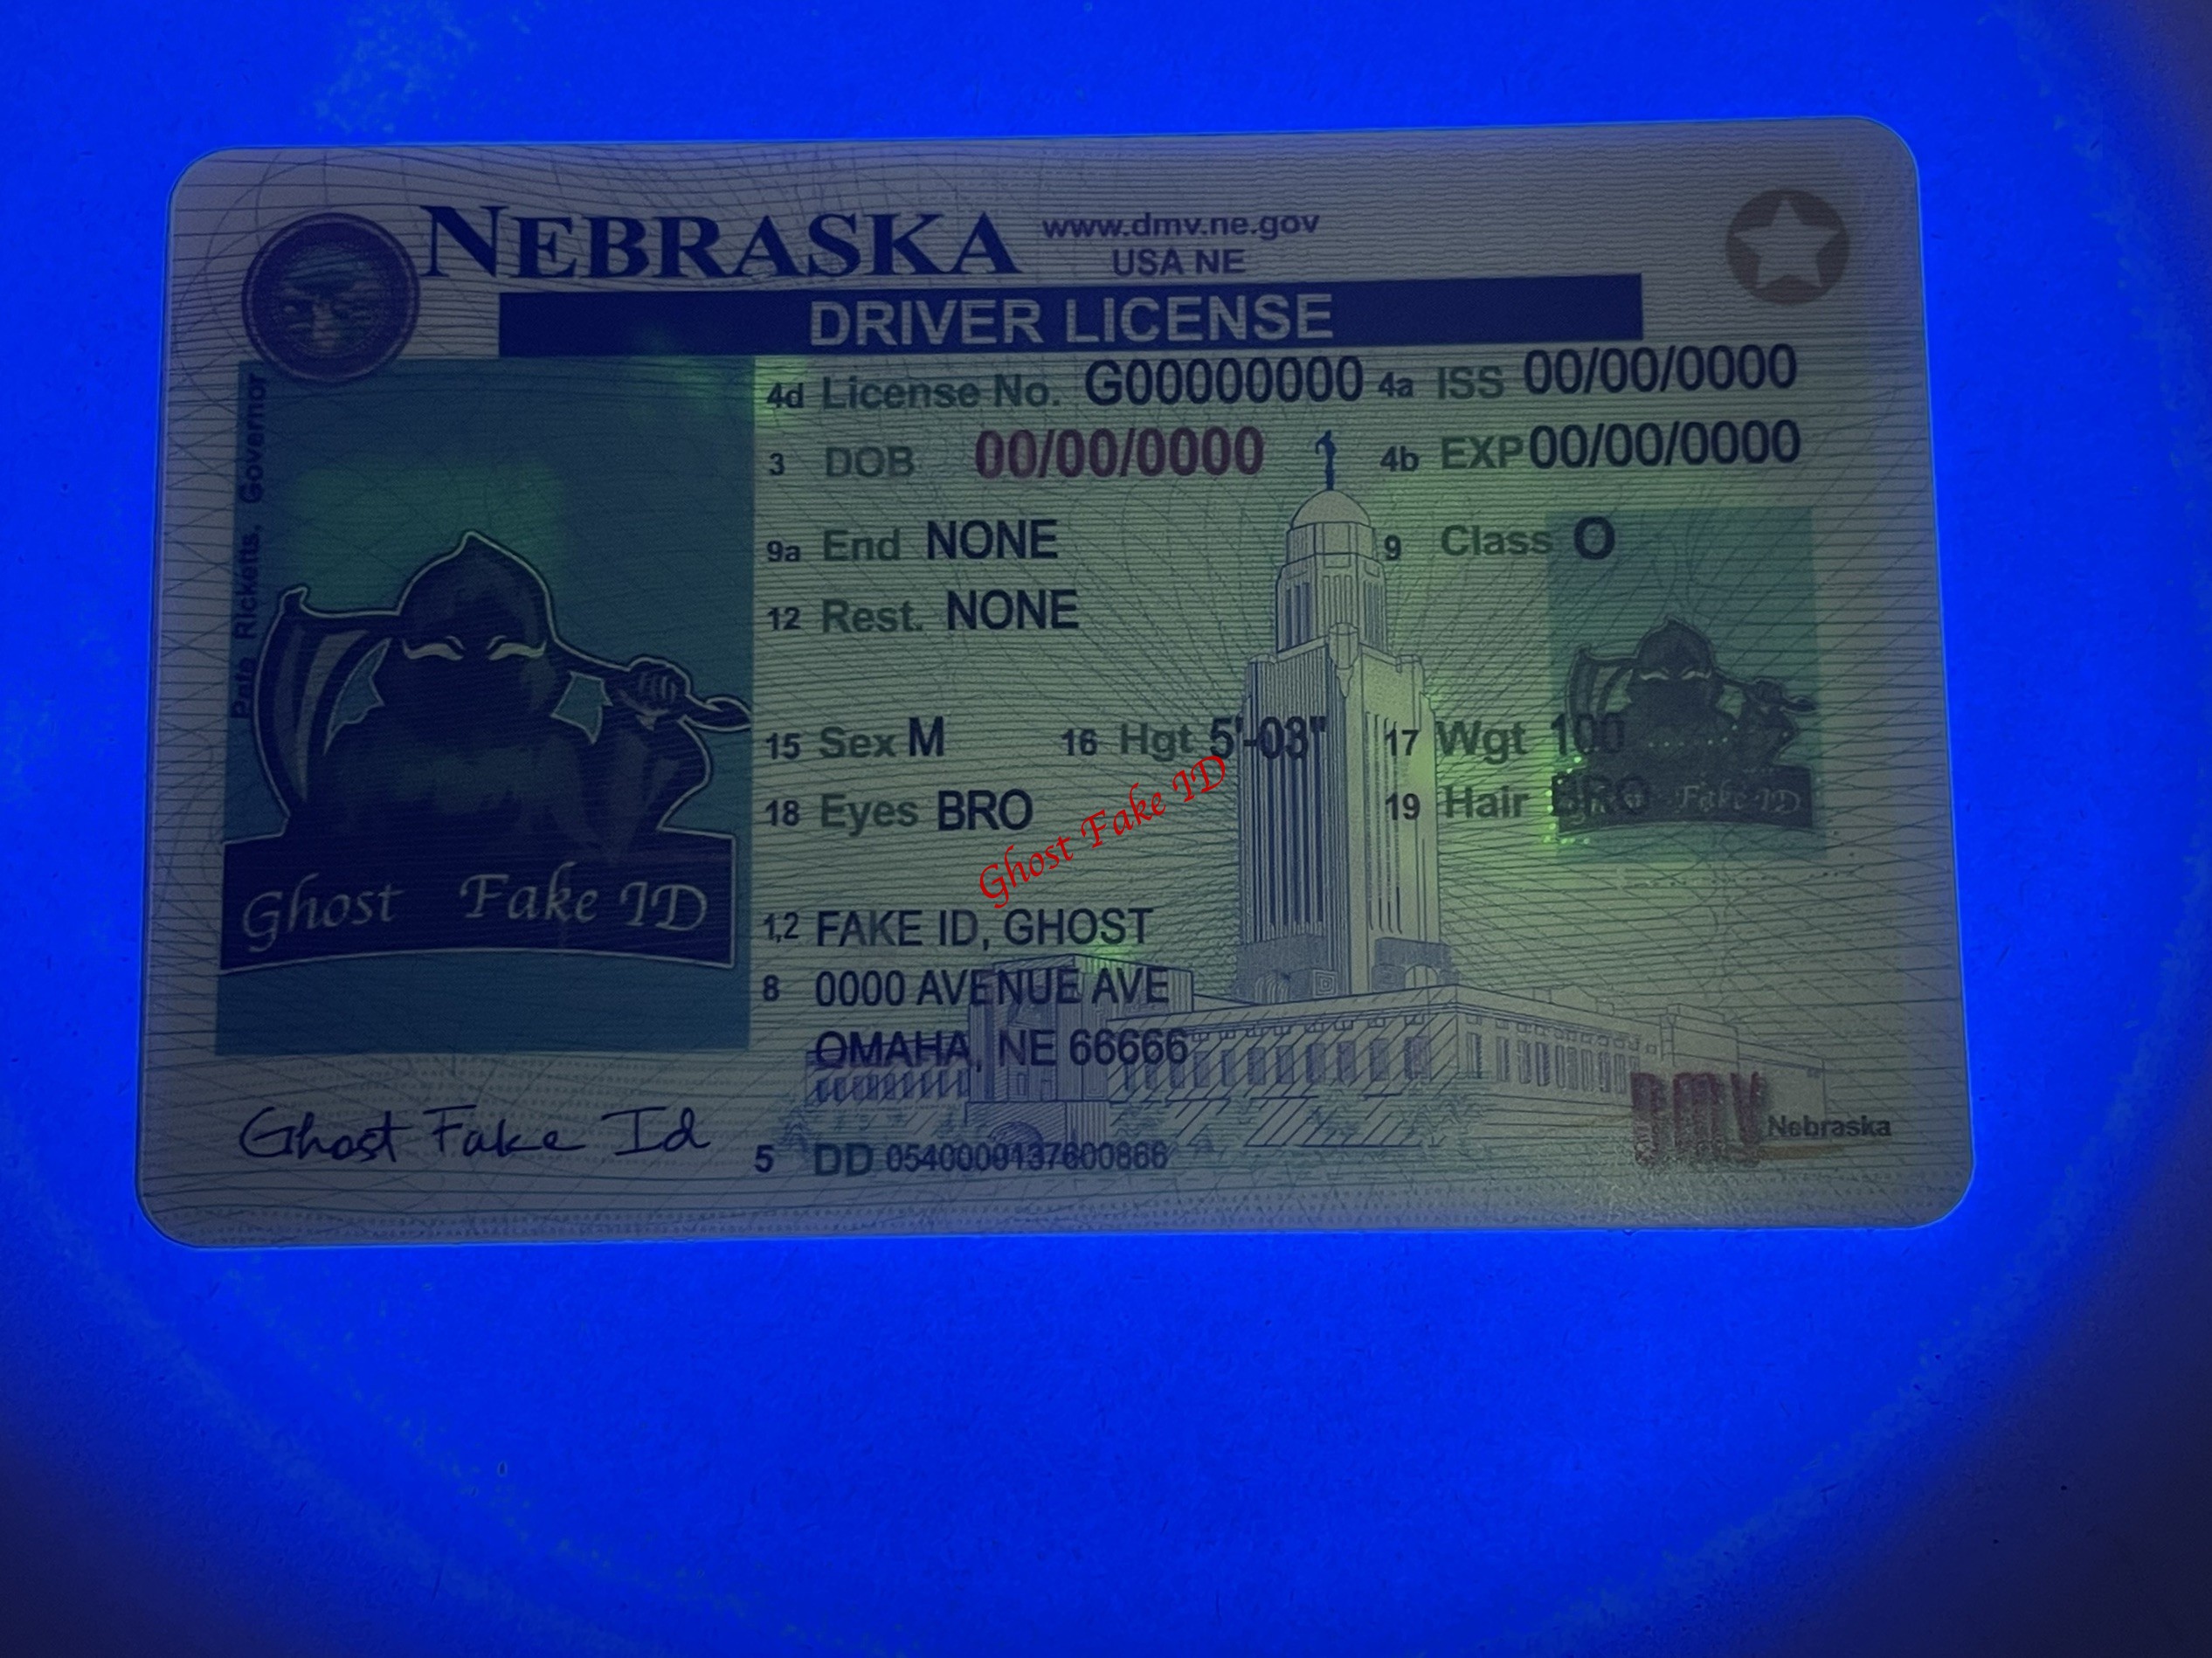 NEBRASKA www.dmv.ne.gov
USA NE
DRIVER LICENSE
Pete Ricketts, Governor
4d License No. G00000000 4a ISS 00/00/0000
3 DOB 00/00/0000 4b EXP 00/00/0000
9a End NONE 9 Class O
12 Rest. NONE
15 Sex M 16 Hgt 5'-03" 17 Wgt 100
18 Eyes BRO 19 Hair BRO
Ghost Fake ID
Fake ID
Ghost Fake ID
1,2 FAKE ID, GHOST
8 0000 AVENUE AVE
OMAHA, NE 66666
Ghost Fake Id
5 DD 0540000137600866
DMV Nebraska